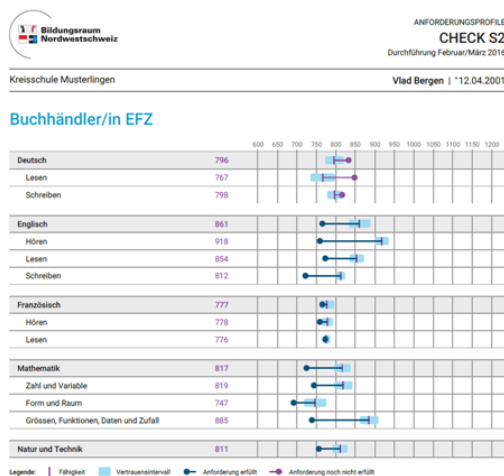 Bildungsraum
Nordwestschweiz
ANFORDERUNGSPROFILE
CHECK S2
Durchführung Februar/März 2016
Kreisschule Musterlingen
Vlad Bergen | *12.04.2001
Buchhändler/in EFZ
600 650 700 750 800 850 900 950 1000 1050 1100 1150 1200
Deutsch 796
Lesen 767
Schreiben 798
Englisch 861
Hören 918
Lesen 854
Schreiben 812
Französisch 777
Hören 778
Lesen 776
Mathematik 817
Zahl und Variable 819
Form und Raum 747
Grössen, Funktionen, Daten und Zufall 885
Natur und Technik 811
Legende: Fähigkeit Vertrauensintervall Anforderung erfüllt Anforderung noch nicht erfüllt